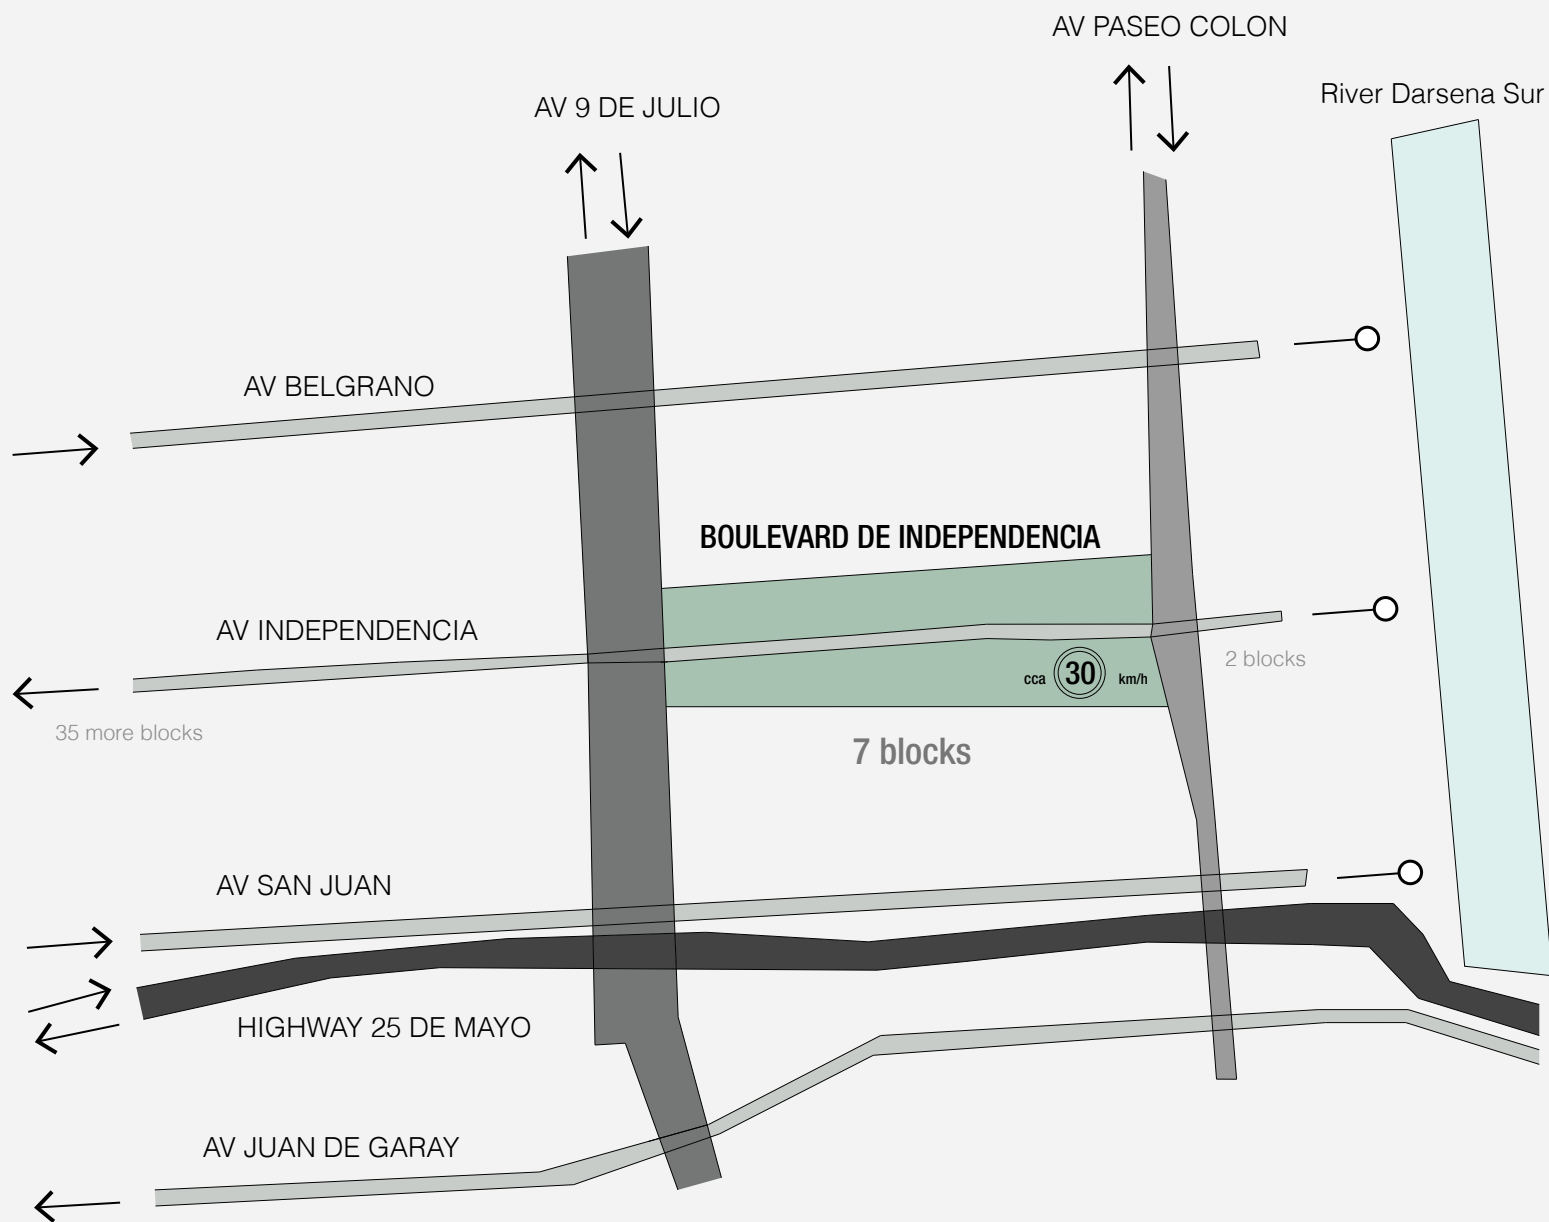 AV PASEO COLON
River Darsena Sur
AV 9 DE JULIO
AV BELGRANO
BOULEVARD DE INDEPENDENCIA
AV INDEPENDENCIA
2 blocks
cca 30 km/h
35 more blocks
7 blocks
AV SAN JUAN
HIGHWAY 25 DE MAYO
AV JUAN DE GARAY